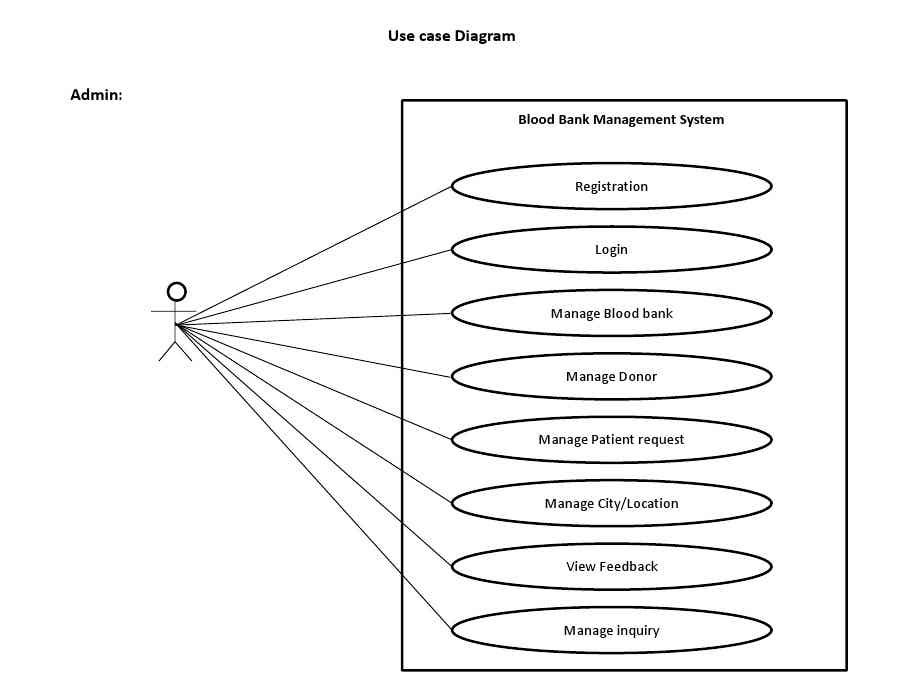 Use case Diagram
Admin:
Blood Bank Management System
Registration
Login
Manage Blood bank
Manage Donor
Manage Patient request
Manage City/Location
View Feedback
Manage inquiry